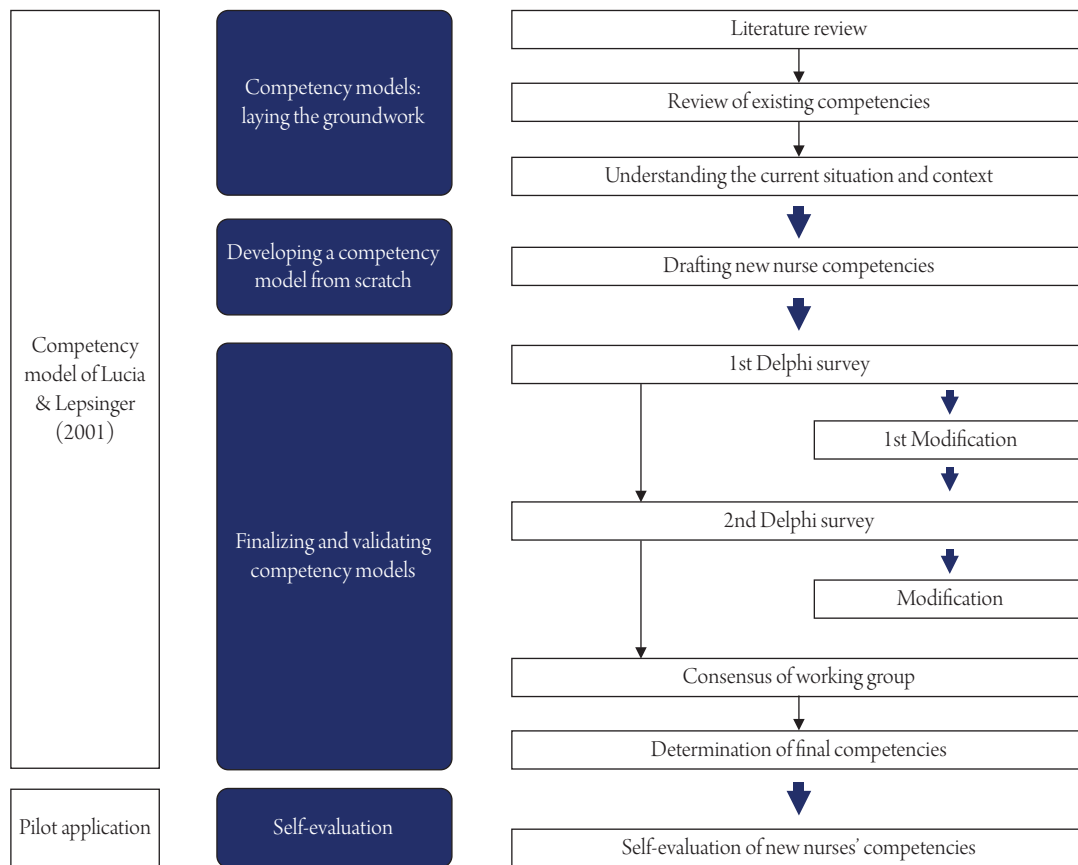 Competency
model of Lucia
& Lepsinger
(2001)
Pilot application
Competency models:
laying the groundwork
Developing a competency
model from scratch
Finalizing and validating
competency models
Self-evaluation
Literature review
Review of existing competencies
Understanding the current situation and context
Drafting new nurse competencies
1st Delphi survey
1st Modification
2nd Delphi survey
Modification
Consensus of working group
Determination of final competencies
Self-evaluation of new nurses’ competencies